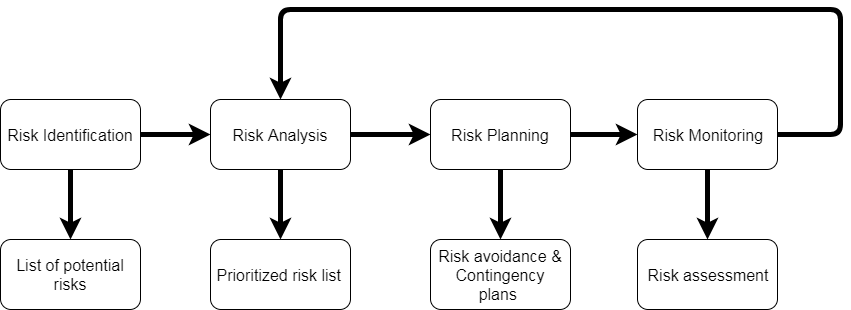 Risk Identification
Risk Analysis
Risk Planning
Risk Monitoring
List of potential
risks
Prioritized risk list
Risk avoidance &
Contingency
plans
Risk assessment